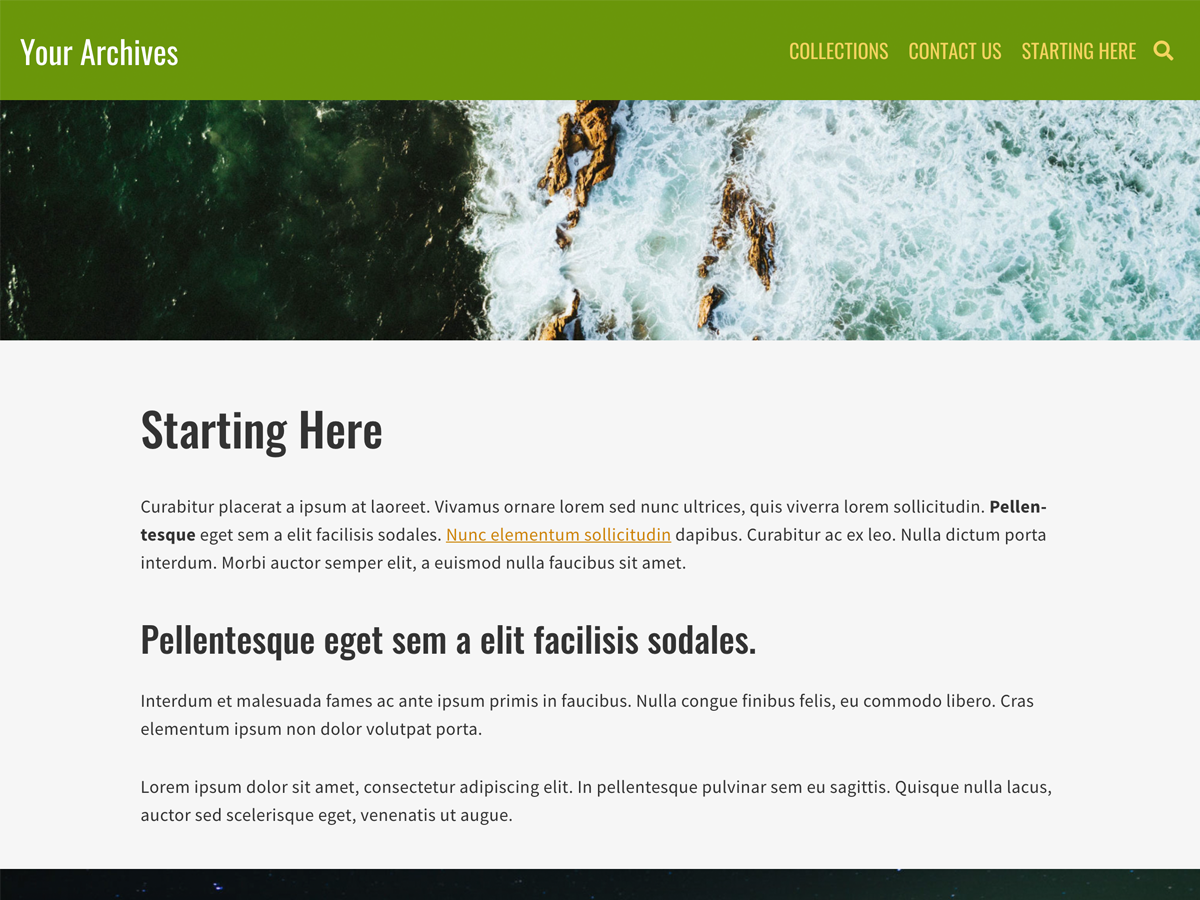 Your Archives
COLLECTIONS CONTACT US STARTING HERE
Starting Here
Curabitur placerat a ipsum at laoreet. Vivamus ornare lorem sed nunc ultrices, quis viverra lorem sollicitudin. Pellen-
tesque eget sem a elit facilisis sodales. Nunc elementum sollicitudin dapibus. Curabitur ac ex leo. Nulla dictum porta
interdum. Morbi auctor semper elit, a euismod nulla faucibus sit amet.
Pellentesque eget sem a elit facilisis sodales.
Interdum et malesuada fames ac ante ipsum primis in faucibus. Nulla congue finibus felis, eu commodo libero. Cras
elementum ipsum non dolor volutpat porta.
Lorem ipsum dolor sit amet, consectetur adipiscing elit. In pellentesque pulvinar sem eu sagittis. Quisque nulla lacus,
auctor sed scelerisque eget, venenatis ut augue.